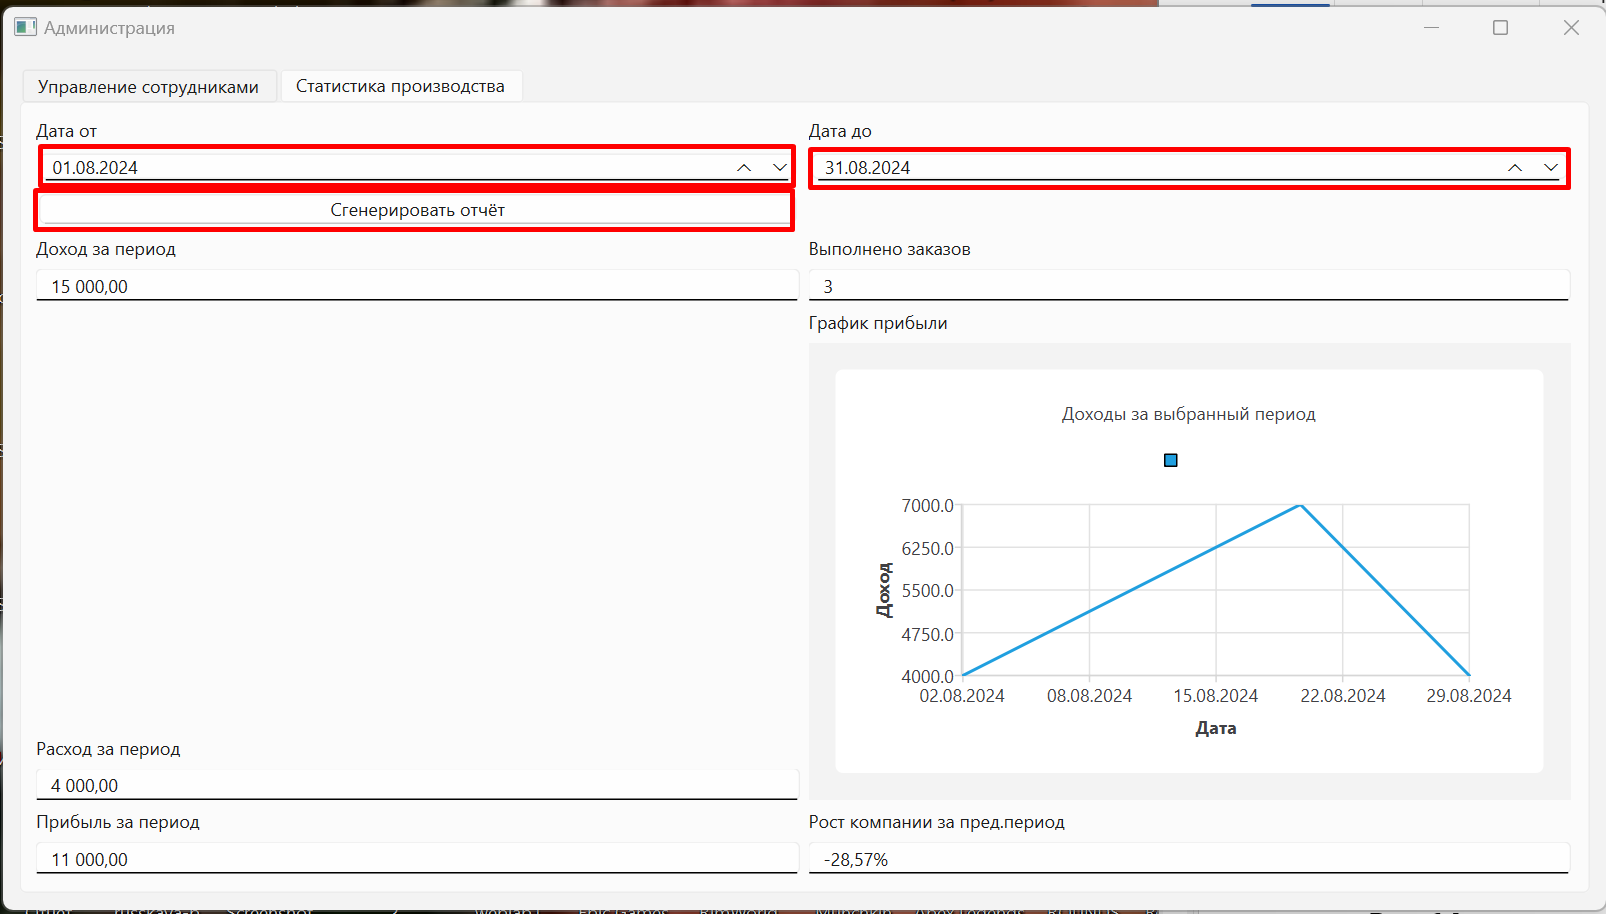 Администрация
Управление сотрудниками
Статистика производства
Дата от
Дата до
01.08.2024
31.08.2024
Сгенерировать отчёт
Доход за период
Выполнено заказов
15 000,00
3
График прибыли
Доходы за выбранный период
7000.0
6250.0
5500.0
4750.0
4000.0
Доход
02.08.2024
08.08.2024
15.08.2024
22.08.2024
29.08.2024
Дата
Расход за период
4 000,00
Прибыль за период
Рост компании за пред.период
11 000,00
-28,57%